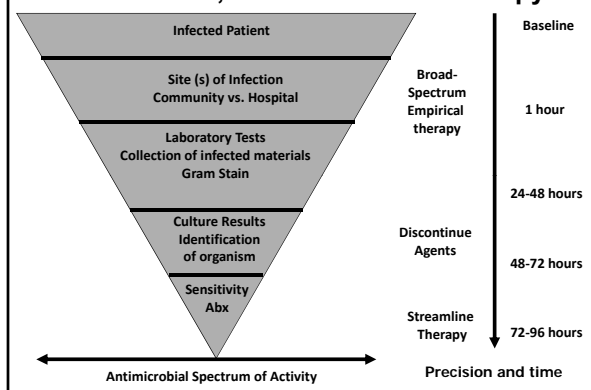 Infected Patient
Site (s) of Infection
Community vs. Hospital
Laboratory Tests
Collection of infected materials
Gram Stain
Culture Results
Identification
of organism
Sensitivity
Abx
Antimicrobial Spectrum of Activity
Broad-
Spectrum
Empirical
therapy
Discontinue
Agents
Streamline
Therapy
Baseline
1 hour
24-48 hours
48-72 hours
72-96 hours
Precision and time